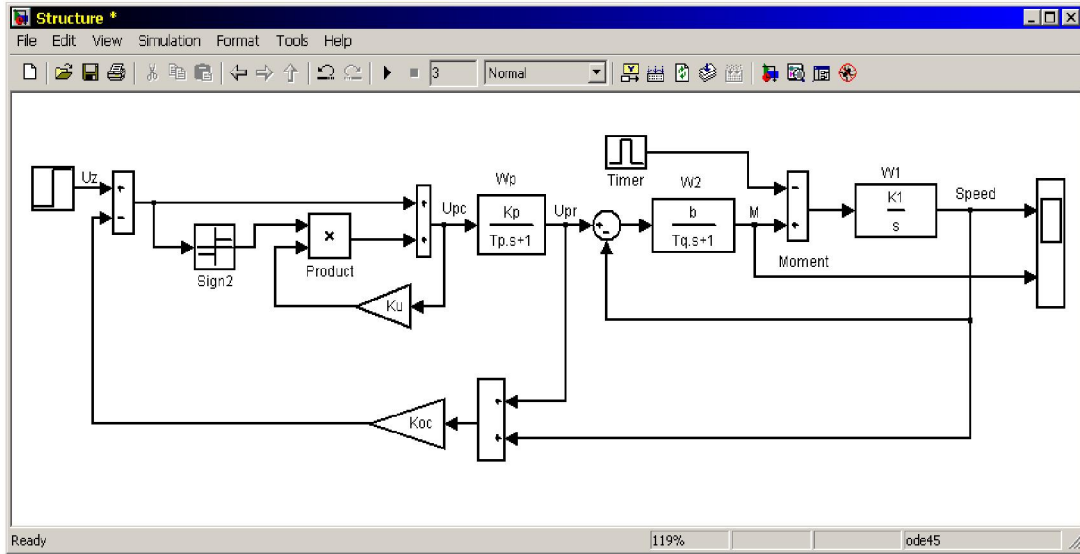 Structure *
File Edit View Simulation Format Tools Help
3 Normal
Uz
Sign2
×
Product
Ku
Upc
Wp
Kp
Tp.s+1
Upr
Timer
W2
b
Tq.s+1
M
Moment
W1
K1
s
Speed
Koc
Ready 119% ode45